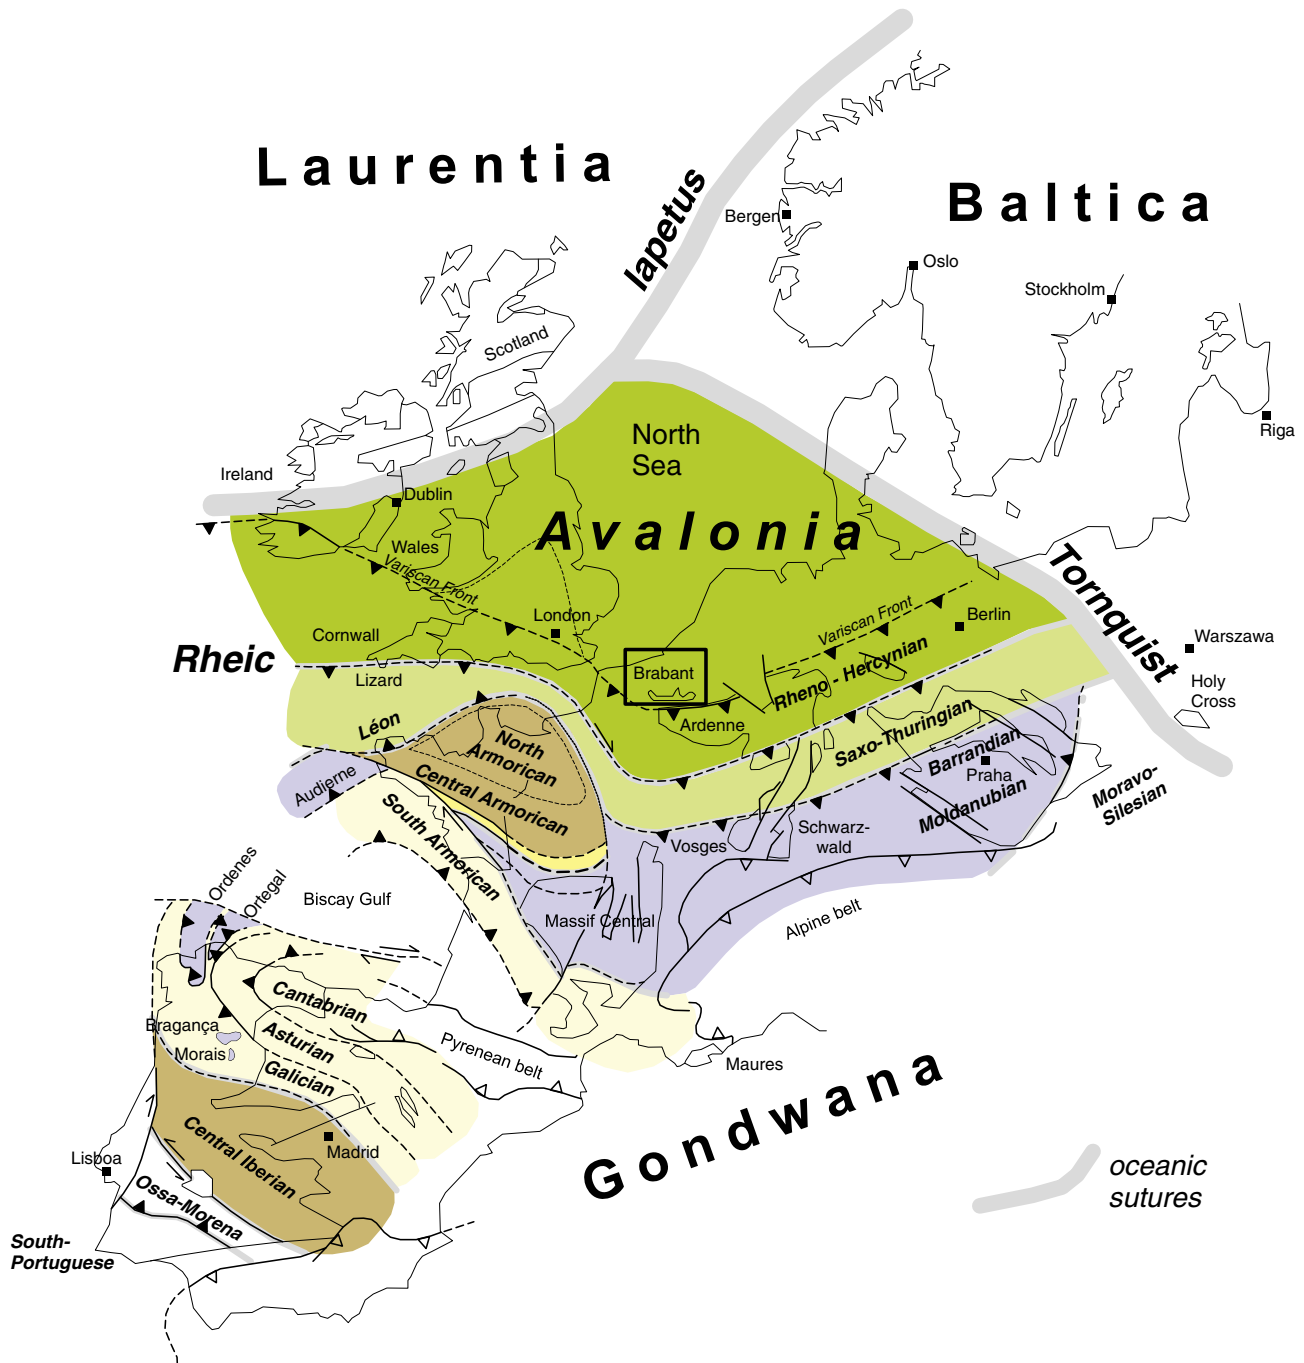 Laurentia
Iapetus
Baltica
Bergen
Oslo
Stockholm
Scotland
Riga
North
Sea
Ireland
Dublin
Avalonia
Wales
Variscan Front
Tornquist
London
Variscan Front
Berlin
Cornwall
Warszawa
Rheic
Brabant
Rheno - Hercynian
Lizard
Holy
Cross
Léon
Ardenne
Saxo-Thuringian
North
Armorican
Barrandian
Praha
Audierne
Central Armorican
Moldanubian
Moravo-
Silesian
South Armorican
Vosges
Schwarz-
wald
Ordenes
Ortegal
Biscay Gulf
Massif Central
Alpine belt
Cantabrian
Bragança
Asturian
Morais
Pyrenean belt
Maures
Galician
Gondwana
Central Iberian
Madrid
Lisboa
oceanic
sutures
Ossa-Morena
South-
Portuguese